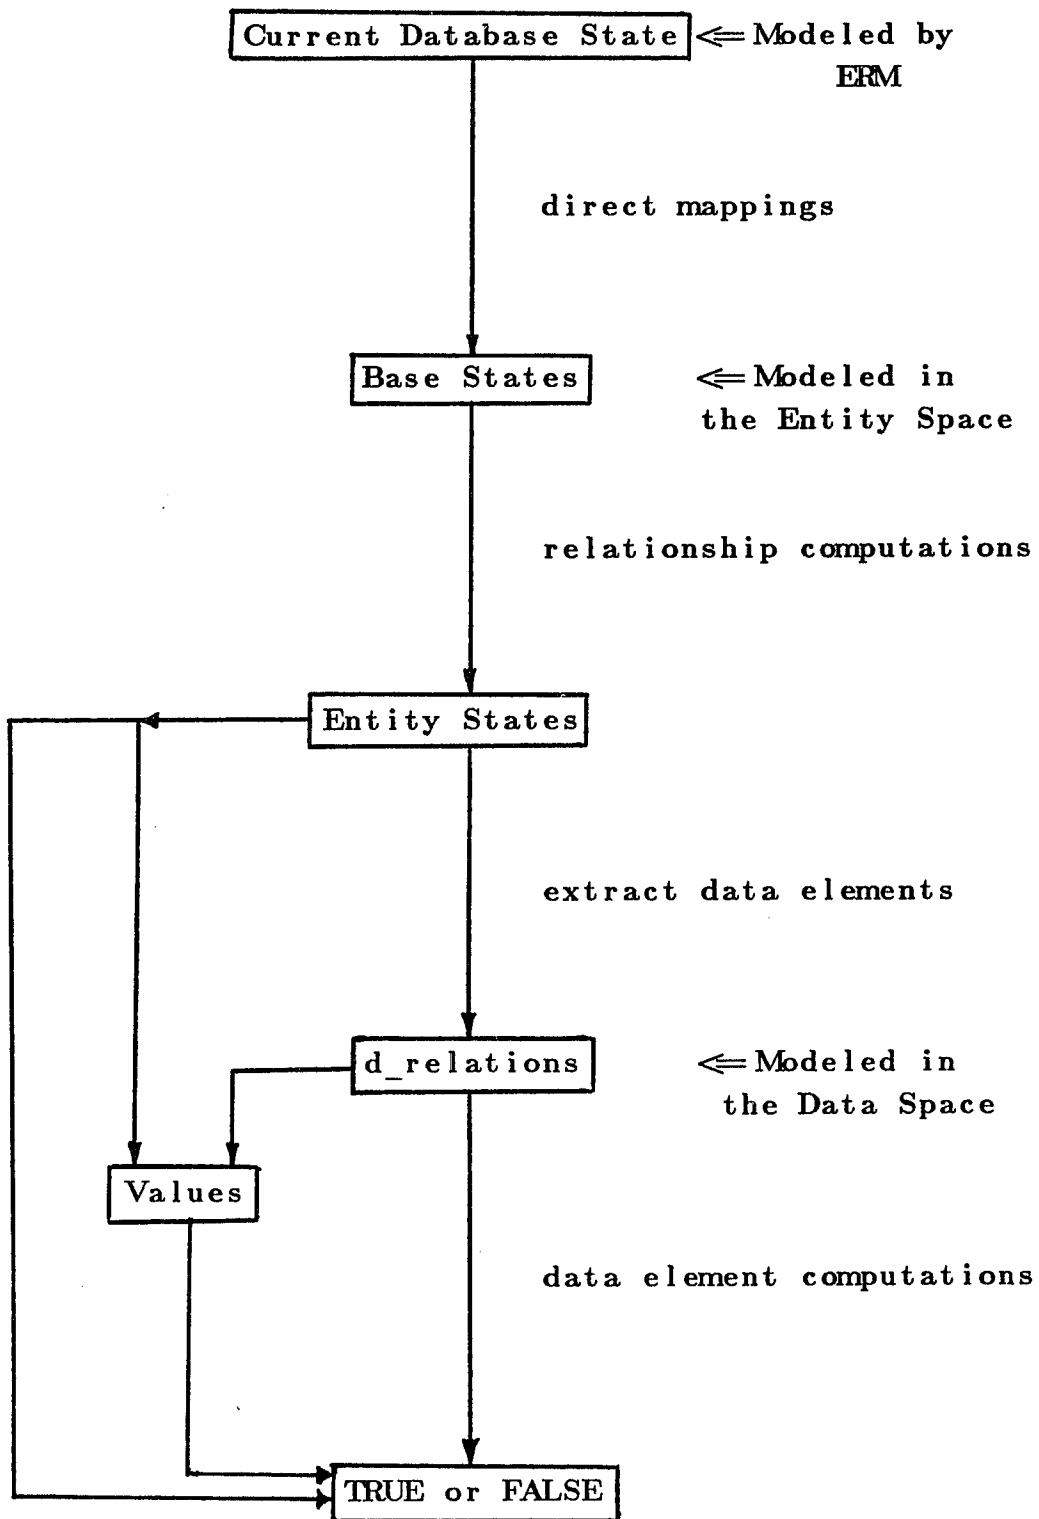 Current Database State ⇐ Modeled by
ERM
direct mappings
Base States ⇐ Modeled in
the Entity Space
relationship computations
Entity States
extract data elements
d_relations ⇐ Modeled in
the Data Space
Values
data element computations
TRUE or FALSE